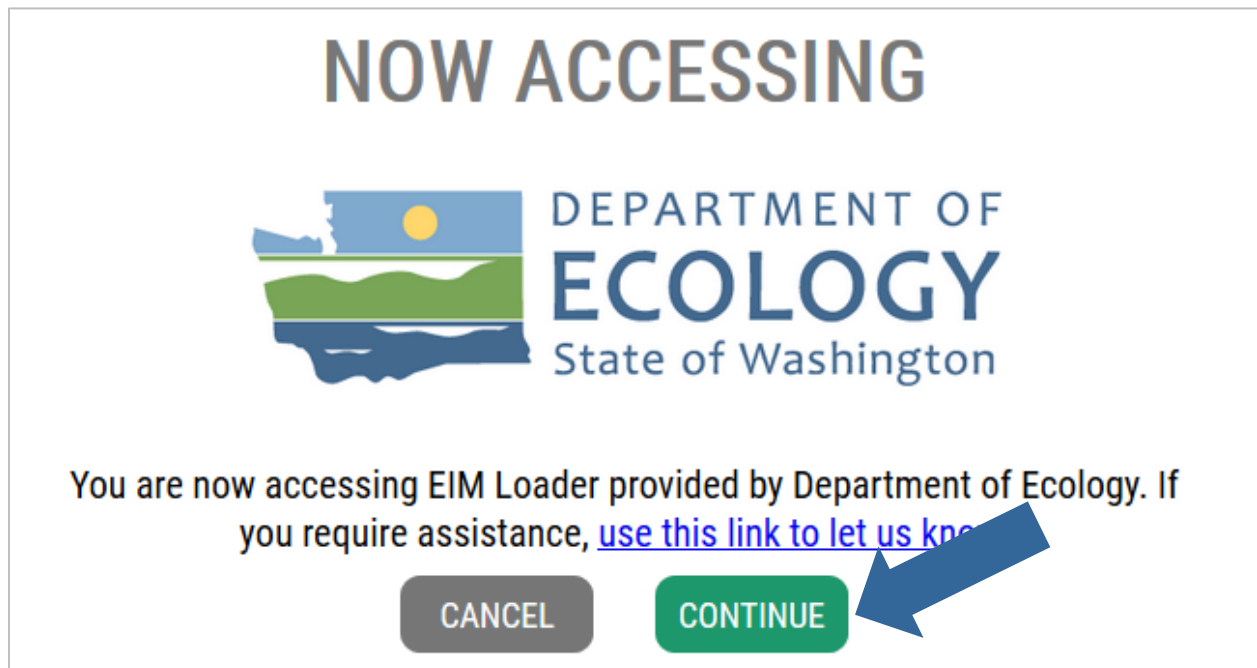 NOW ACCESSING
DEPARTMENT OF
ECOLOGY
State of Washington
You are now accessing EIM Loader provided by Department of Ecology. If
you require assistance, use this link to let us
CANCEL
CONTINUE